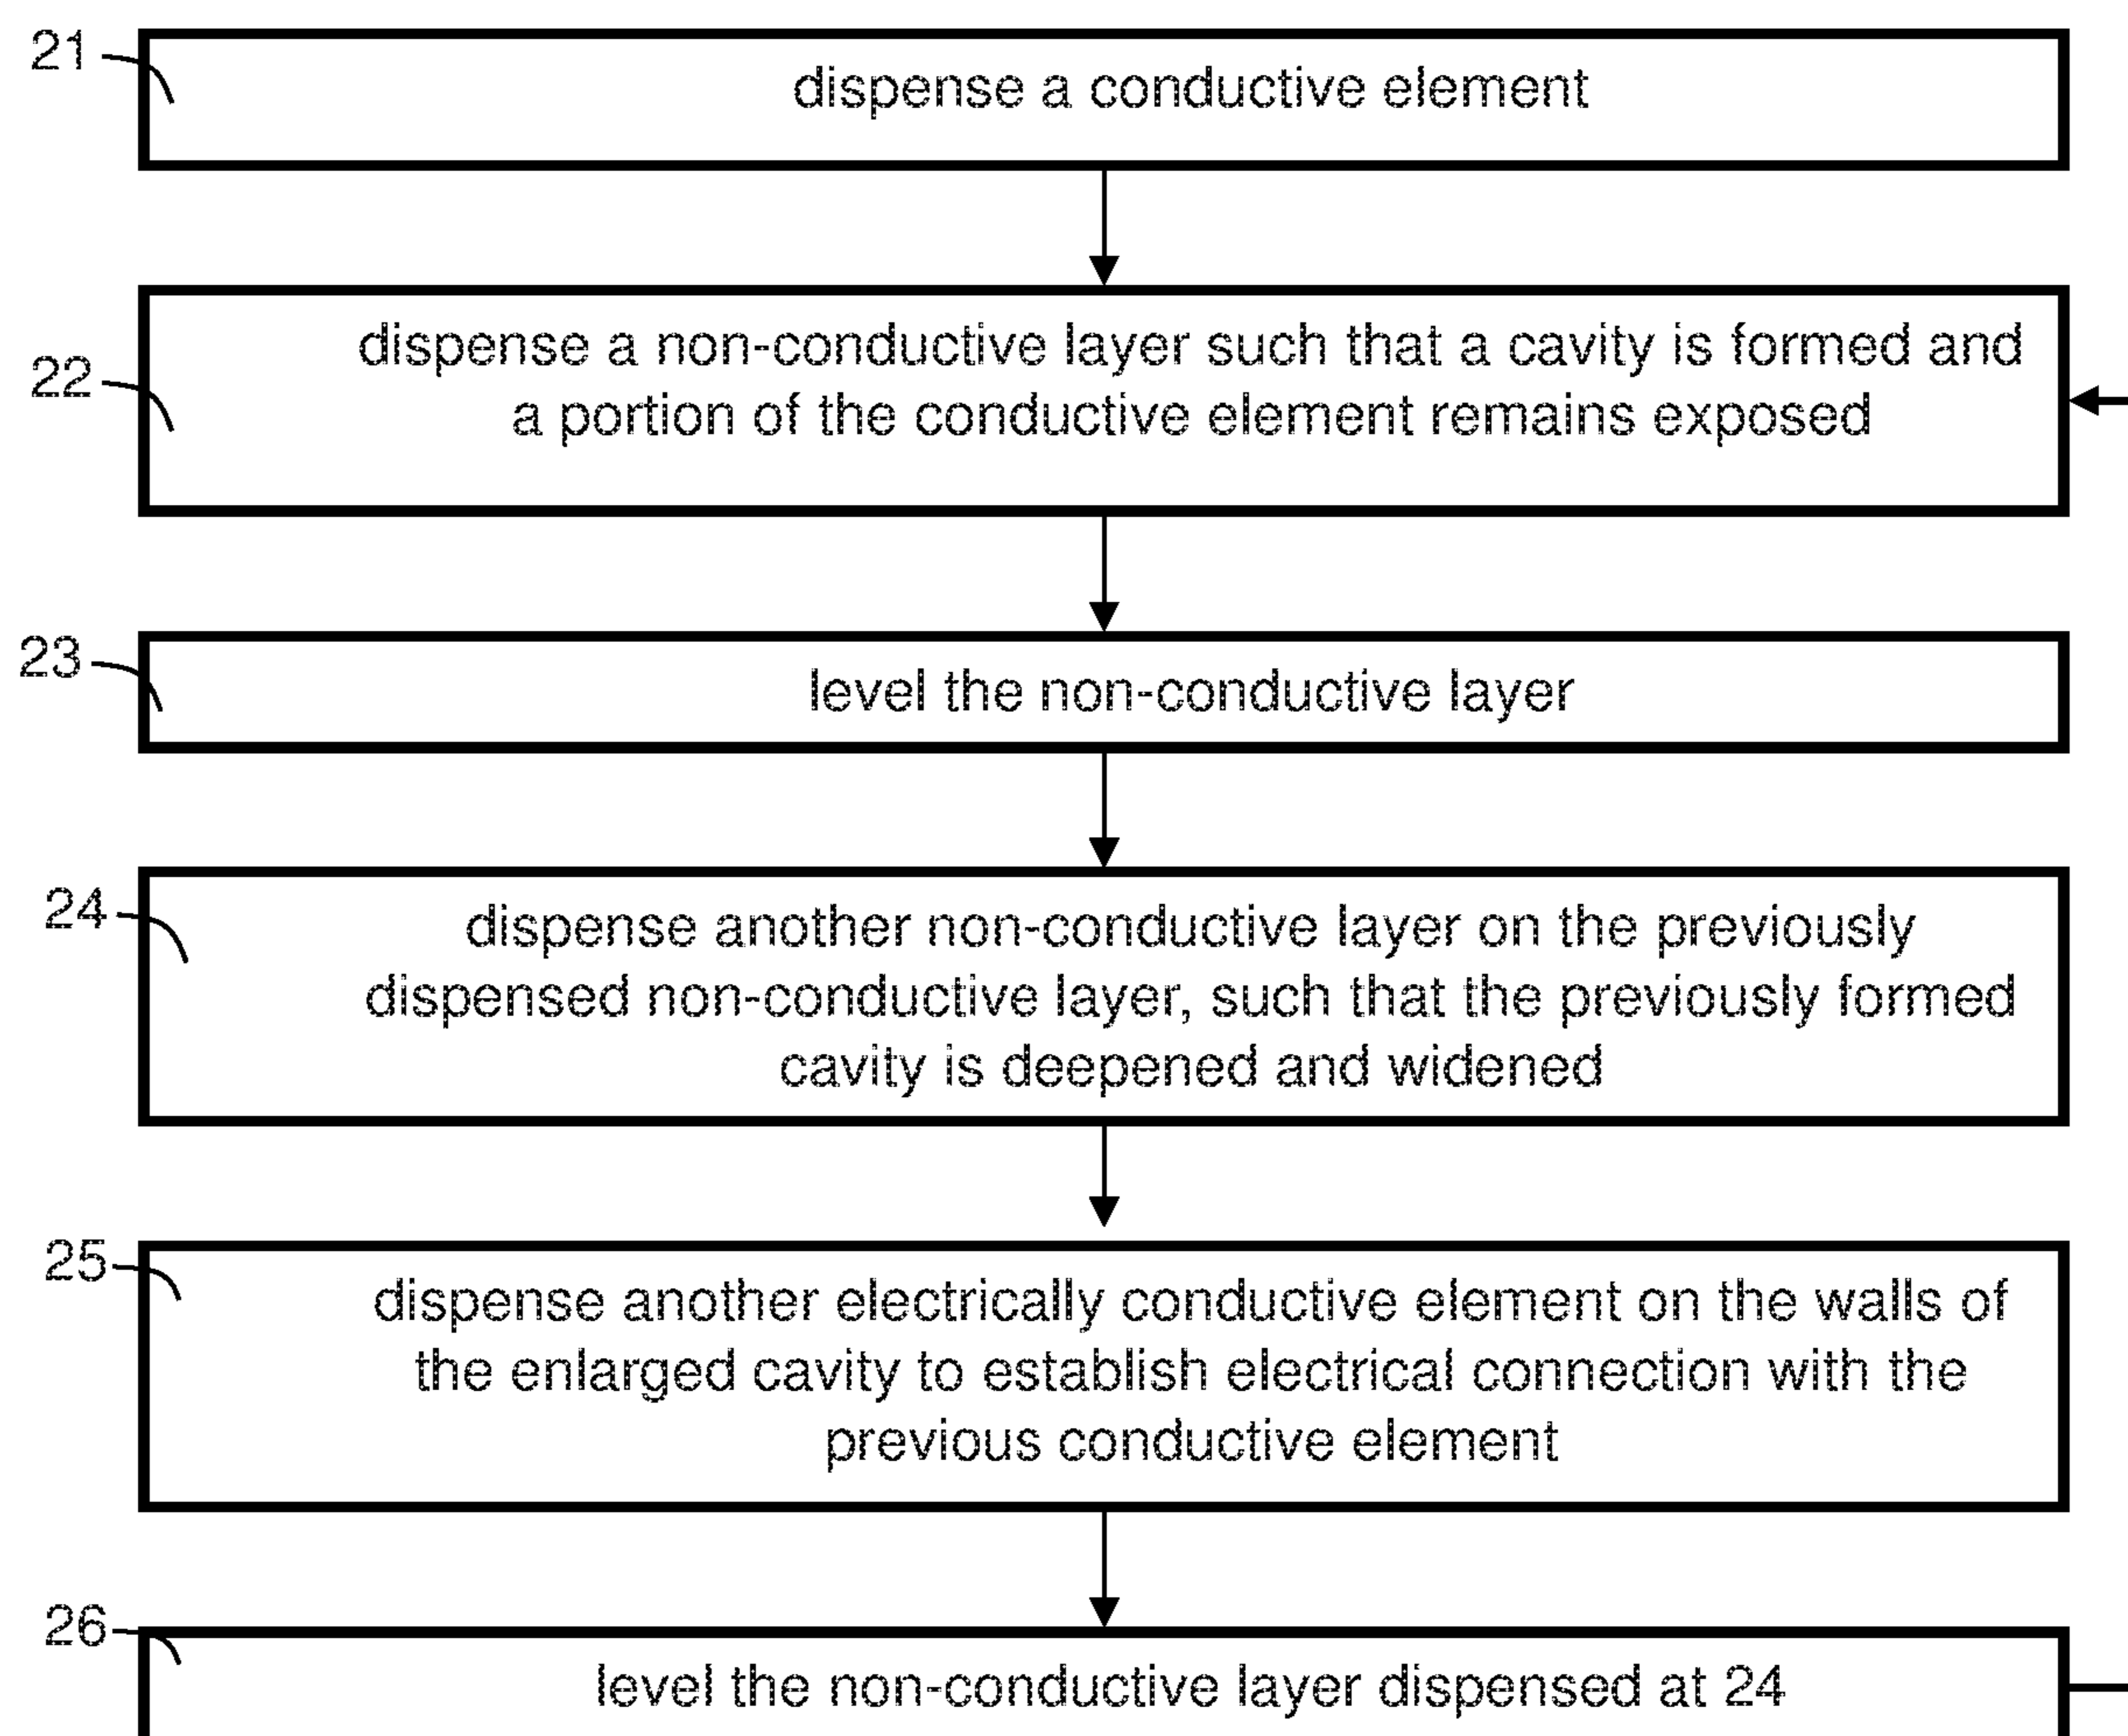 21
dispense a conductive element
22
dispense a non-conductive layer such that a cavity is formed and
a portion of the conductive element remains exposed
23
level the non-conductive layer
24
dispense another non-conductive layer on the previously
dispensed non-conductive layer, such that the previously formed
cavity is deepened and widened
25
dispense another electrically conductive element on the walls of
the enlarged cavity to establish electrical connection with the
previous conductive element
26
level the non-conductive layer dispensed at 24